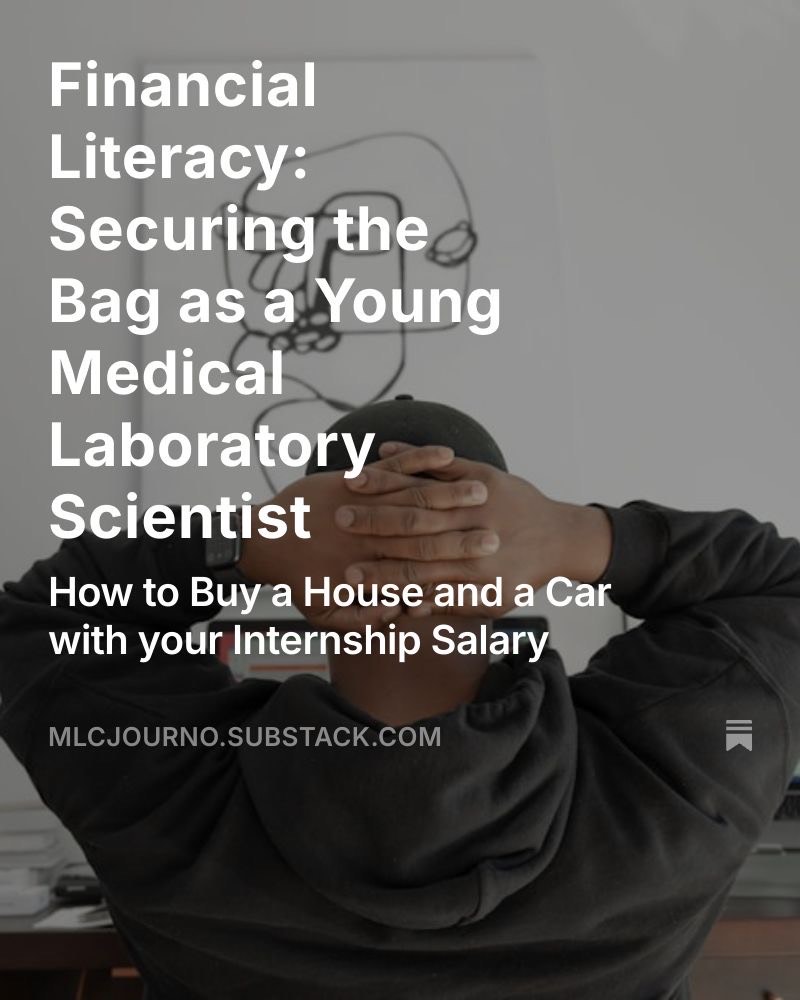 Financial
Literacy:
Securing the
Bag as a Young
Medical
Laboratory
Scientist
How to Buy a House and a Car
with your Internship Salary
MLCJOURNO.SUBSTACK.COM